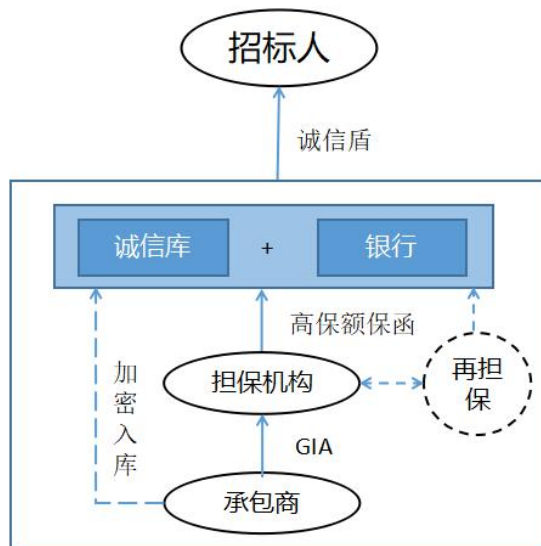 招标人
诚信盾
诚信库 + 银行
高保额保函
加密入库
担保机构
再担
保
GIA
承包商